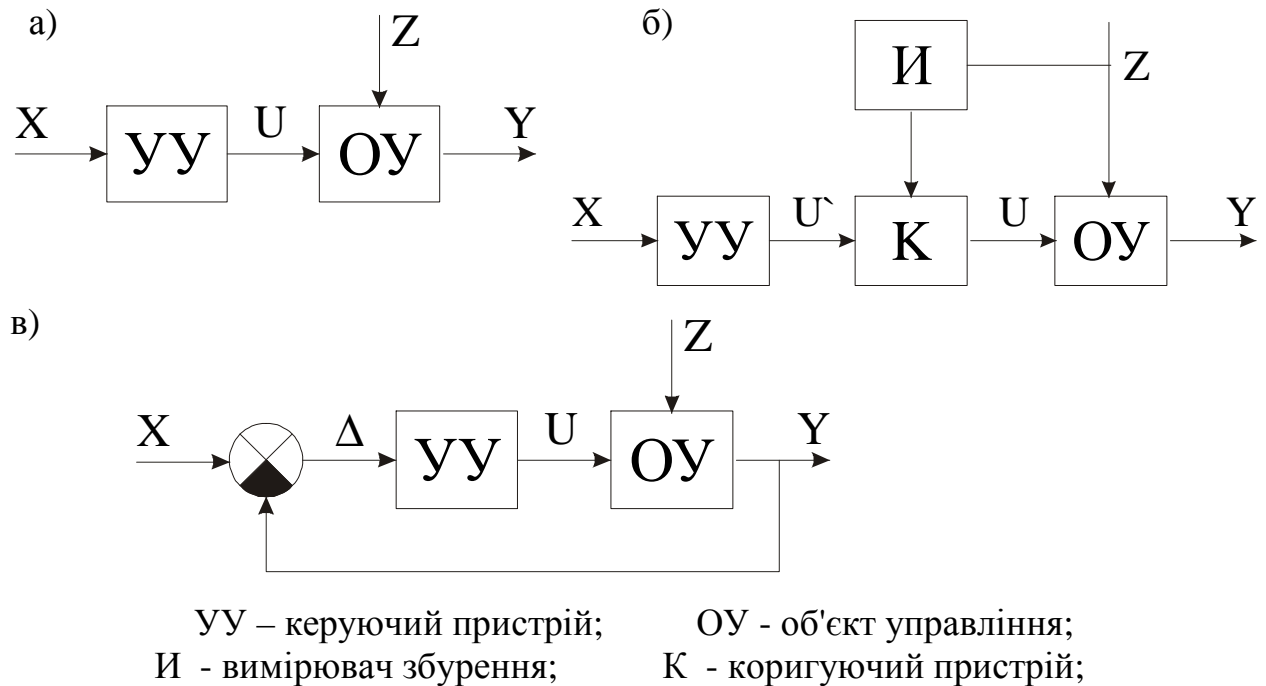 а)
Z
X
УУ
U
ОУ
Y
б)
И
Z
X
УУ
U`
К
U
ОУ
Y
в)
Z
X
Δ
УУ
U
ОУ
Y
УУ – керуючий пристрій; ОУ - об'єкт управління;
И - вимірювач збурення; К - коригуючий пристрій;